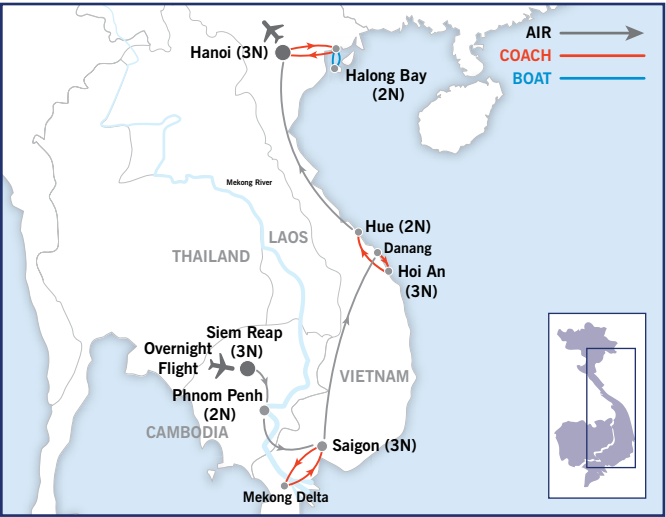 AIR
COACH
BOAT
Hanoi (3N)
Halong Bay
(2N)
Mekong River
Hue (2N)
LAOS
Danang
THAILAND
Hoi An
(3N)
Siem Reap
(3N)
Overnight
Flight
VIETNAM
Phnom Penh
(2N)
CAMBODIA
Saigon (3N)
Mekong Delta